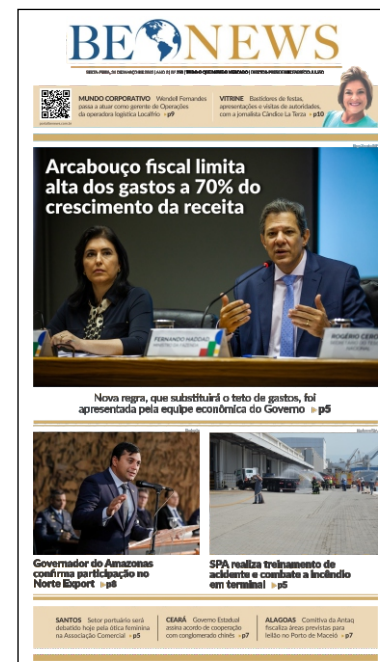 BE NEWS
MUNDO CORPORATIVO Wendell Fernandes
passa a atuar como gerente de Operações
da operadora logística Localfrio ▸p9
VITRINE Bastidores de festas,
apresentações e visitas de autoridades,
com a jornalista Cândice La Terza ▸p10
Arcabouço fiscal limita
alta dos gastos a 70% do
crescimento da receita
FERNANDO HADDAD
ROGÉRIO CERO
Nova regra, que substituirá o teto de gastos, foi
apresentada pela equipe econômica do Governo ▸p5
Governador do Amazonas
confirma participação no
Norte Export ▸p8
SPA realiza treinamento de
acidente e combate a incêndio
em terminal ▸p5
SANTOS Setor portuário será
debatido hoje pela ótica feminina
na Associação Comercial ▸p5
CEARÁ Governo Estadual
assina acordo de cooperação
com conglomerado chinês ▸p7
ALAGOAS Comitiva da Antaq
fiscaliza áreas previstas para
leilão no Porto de Maceió ▸p7